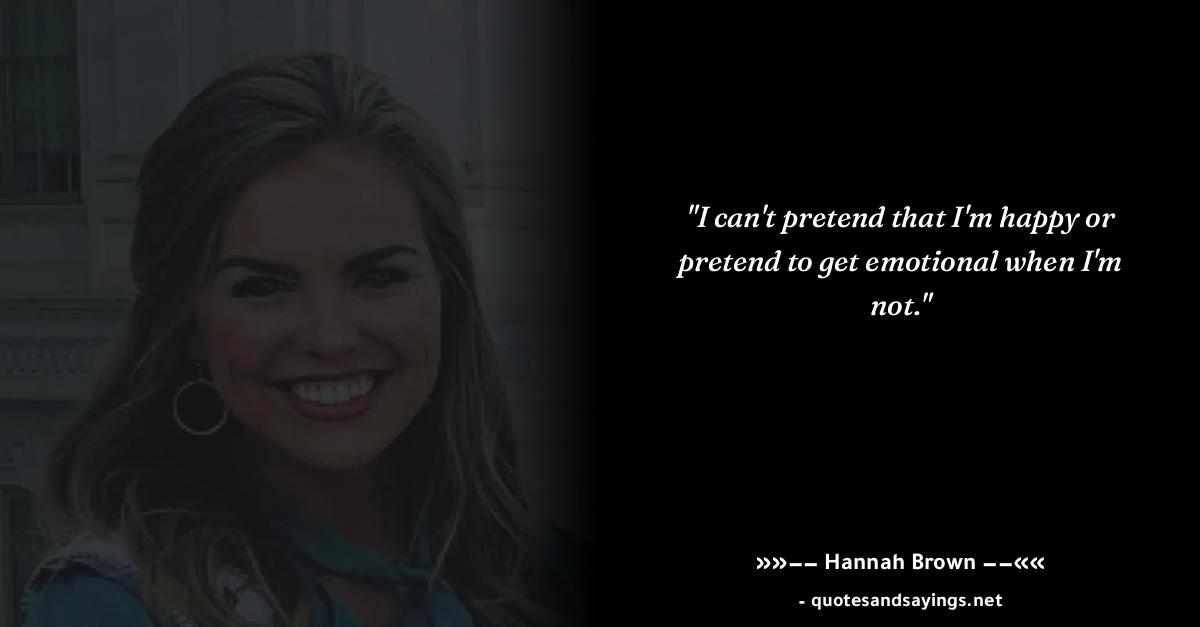 "I can't pretend that I'm happy or
pretend to get emotional when I'm
not."
»»−− Hannah Brown −−««
- quotesandsayings.net